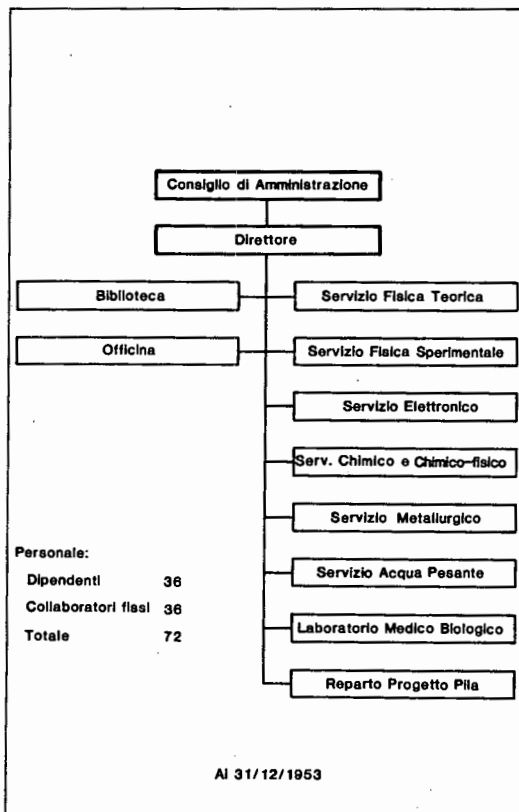 Consiglio di Amministrazione
Direttore
Biblioteca
Servizio Fisica Teorica
Officina
Servizio Fisica Sperimentale
Servizio Elettronico
Serv. Chimico e Chimico-fisico
Servizio Metallurgico
Servizio Acqua Pesante
Laboratorio Medico Biologico
Reparto Progetto Pila
Personale:
Dipendenti 36
Collaboratori fissi 36
Totale 72
Al 31/12/1953